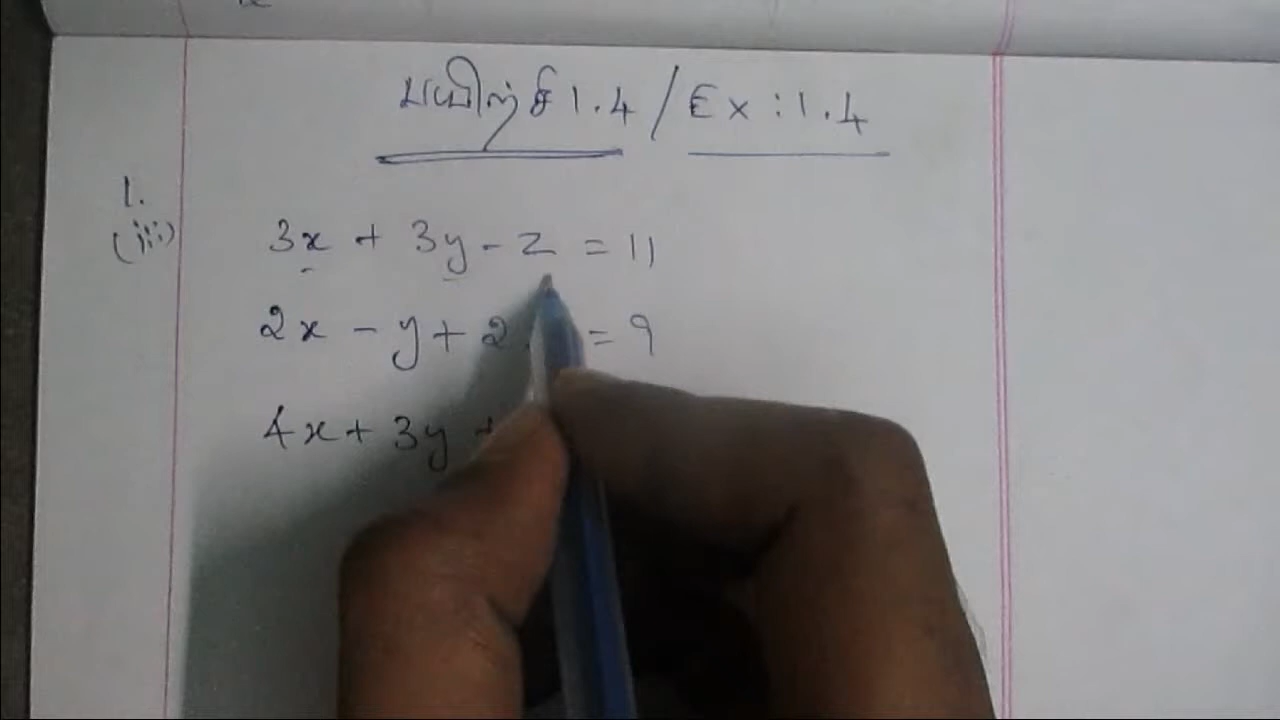 பயிற்சி 1.4 / Ex : 1.4
1.
(iii) 3x + 3y - z = 11
2x - y + 2 = 9
4x + 3y +